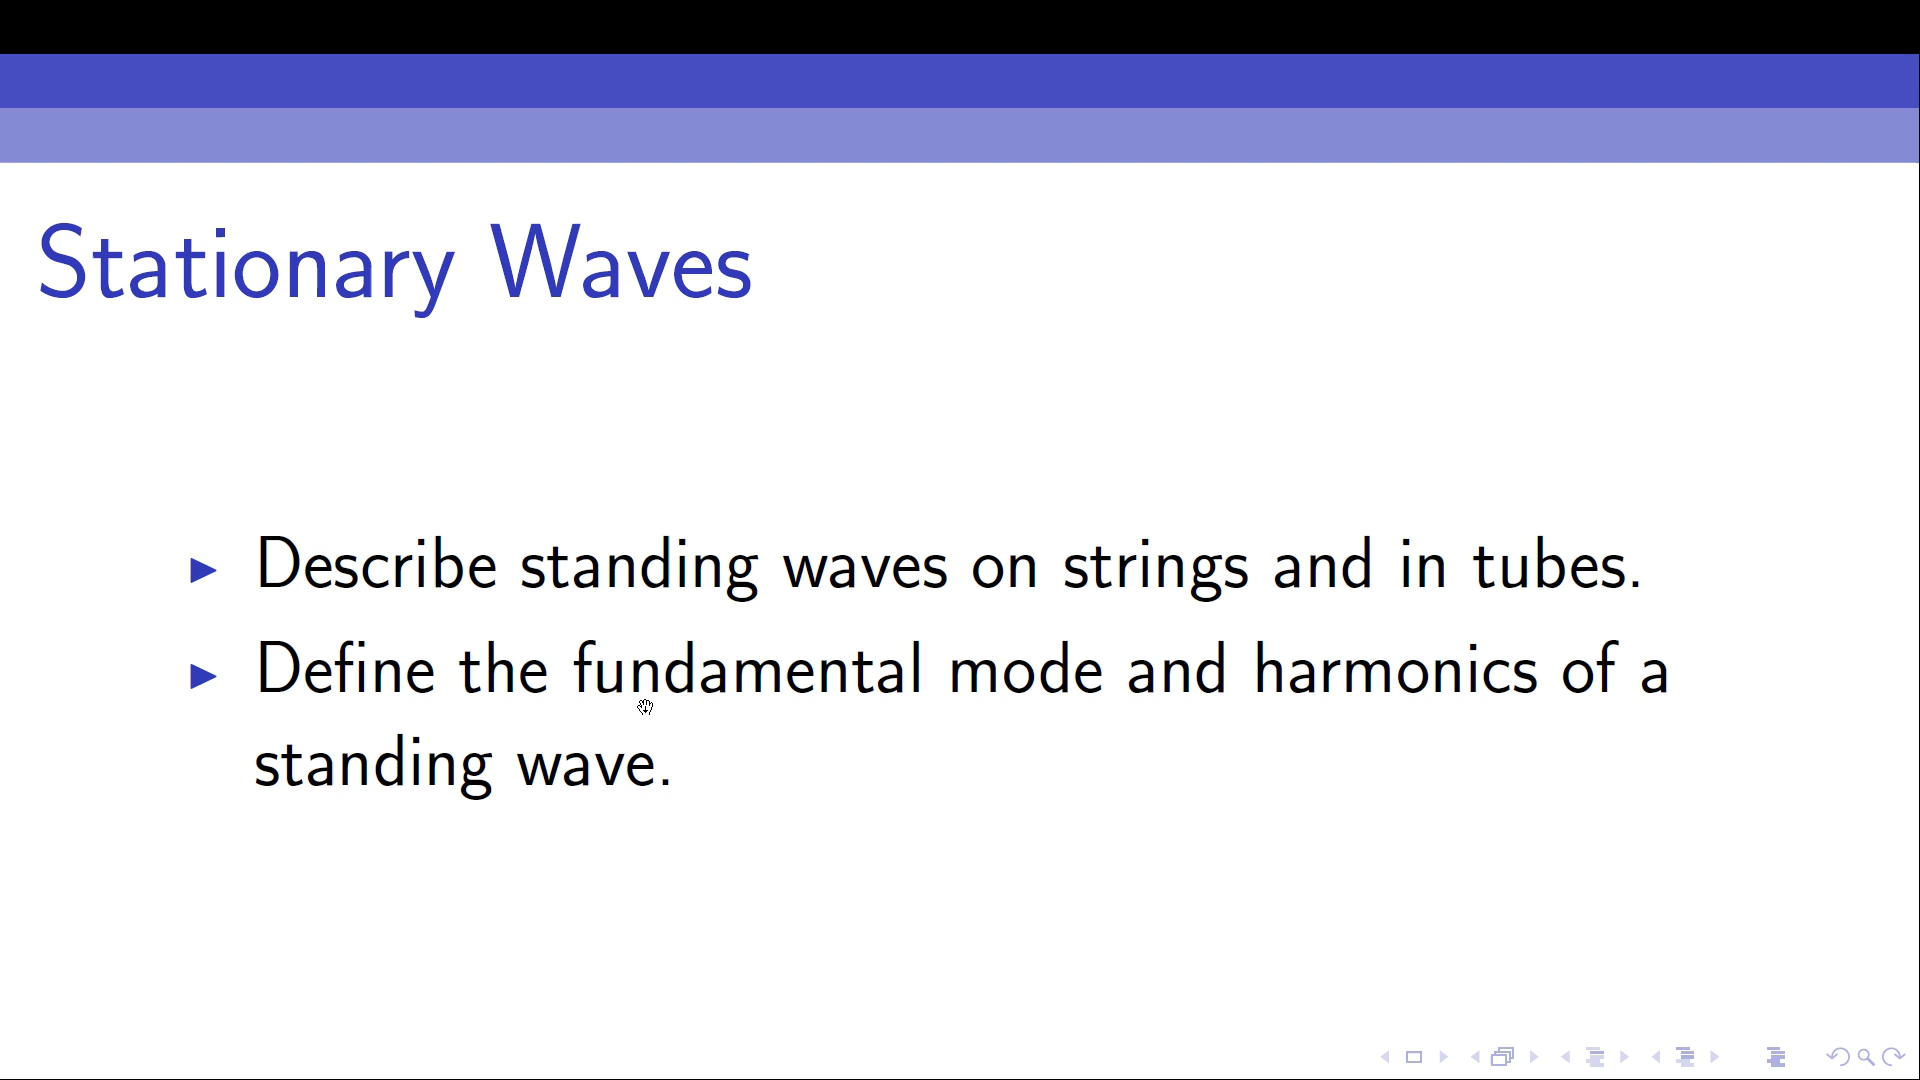 Stationary Waves
Describe standing waves on strings and in tubes.
Define the fundamental mode and harmonics of a
standing wave.